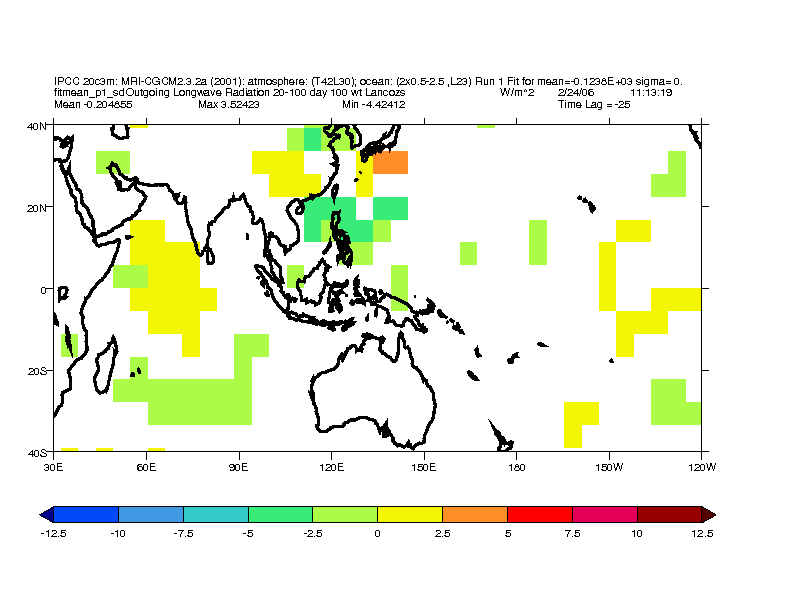 IPCC 20c3m: MRI-CGCM2.3.2a (2001): atmosphere: (T42L30); ocean: (2x0.5-2.5 ,L23) Run 1 Fit for mean=-0.1238E+03 sigma= 0.
fitmean_p1_sdOutgoing Longwave Radiation 20-100 day 100 wt Lancozs W/m^2 2/24/06 11:13:19
Mean -0.204855 Max 3.52423 Min -4.42412 Time Lag = -25
40N
20N
0
20S
40S
30E 60E 90E 120E 150E 180 150W 120W
-12.5 -10 -7.5 -5 -2.5 0 2.5 5 7.5 10 12.5